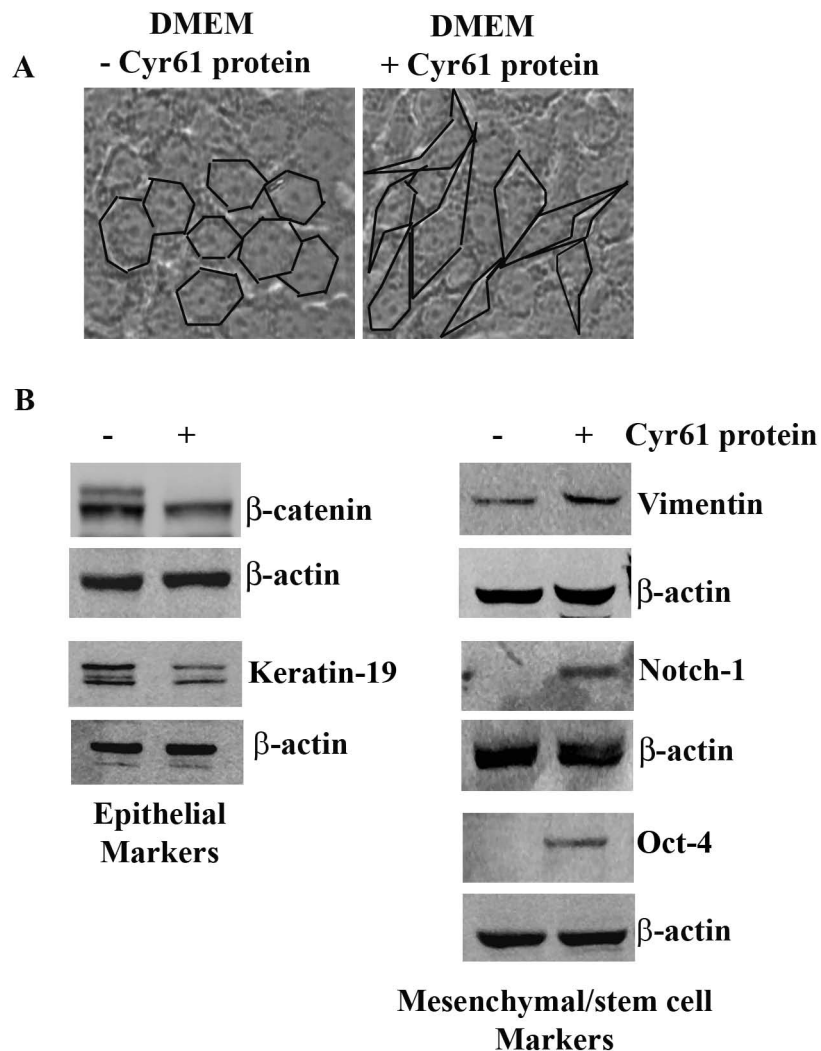 DMEM
- Cyr61 protein
DMEM
+ Cyr61 protein
A
B
- +
β-catenin
β-actin
Keratin-19
β-actin
Epithelial
Markers
- + Cyr61 protein
Vimentin
β-actin
Notch-1
β-actin
Oct-4
β-actin
Mesenchymal/stem cell
Markers